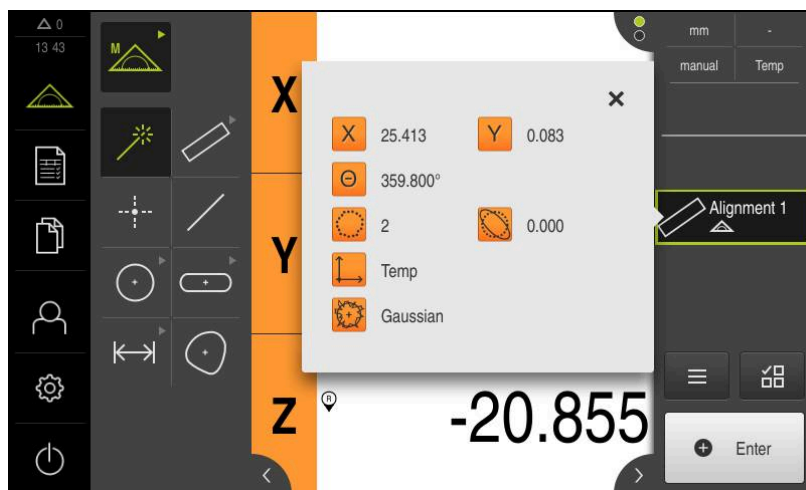 0
13 43
M
X
Y
Z
X 25.413 Y 0.083
Θ 359.800°
2 0.000
Temp
Gaussian
R
-20.855
mm -
manual Temp
Alignment 1
Enter